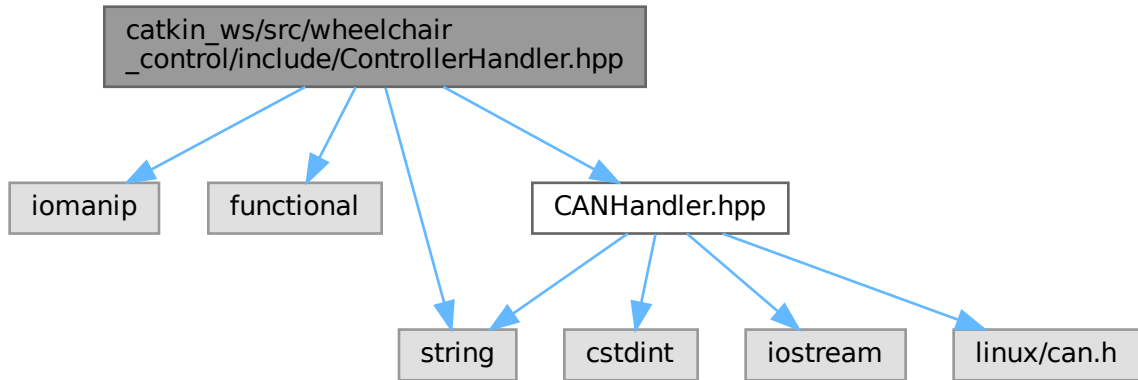 catkin_ws/src/wheelchair
_control/include/ControllerHandler.hpp
iomanip
functional
CANHandler.hpp
string
cstdint
iostream
linux/can.h